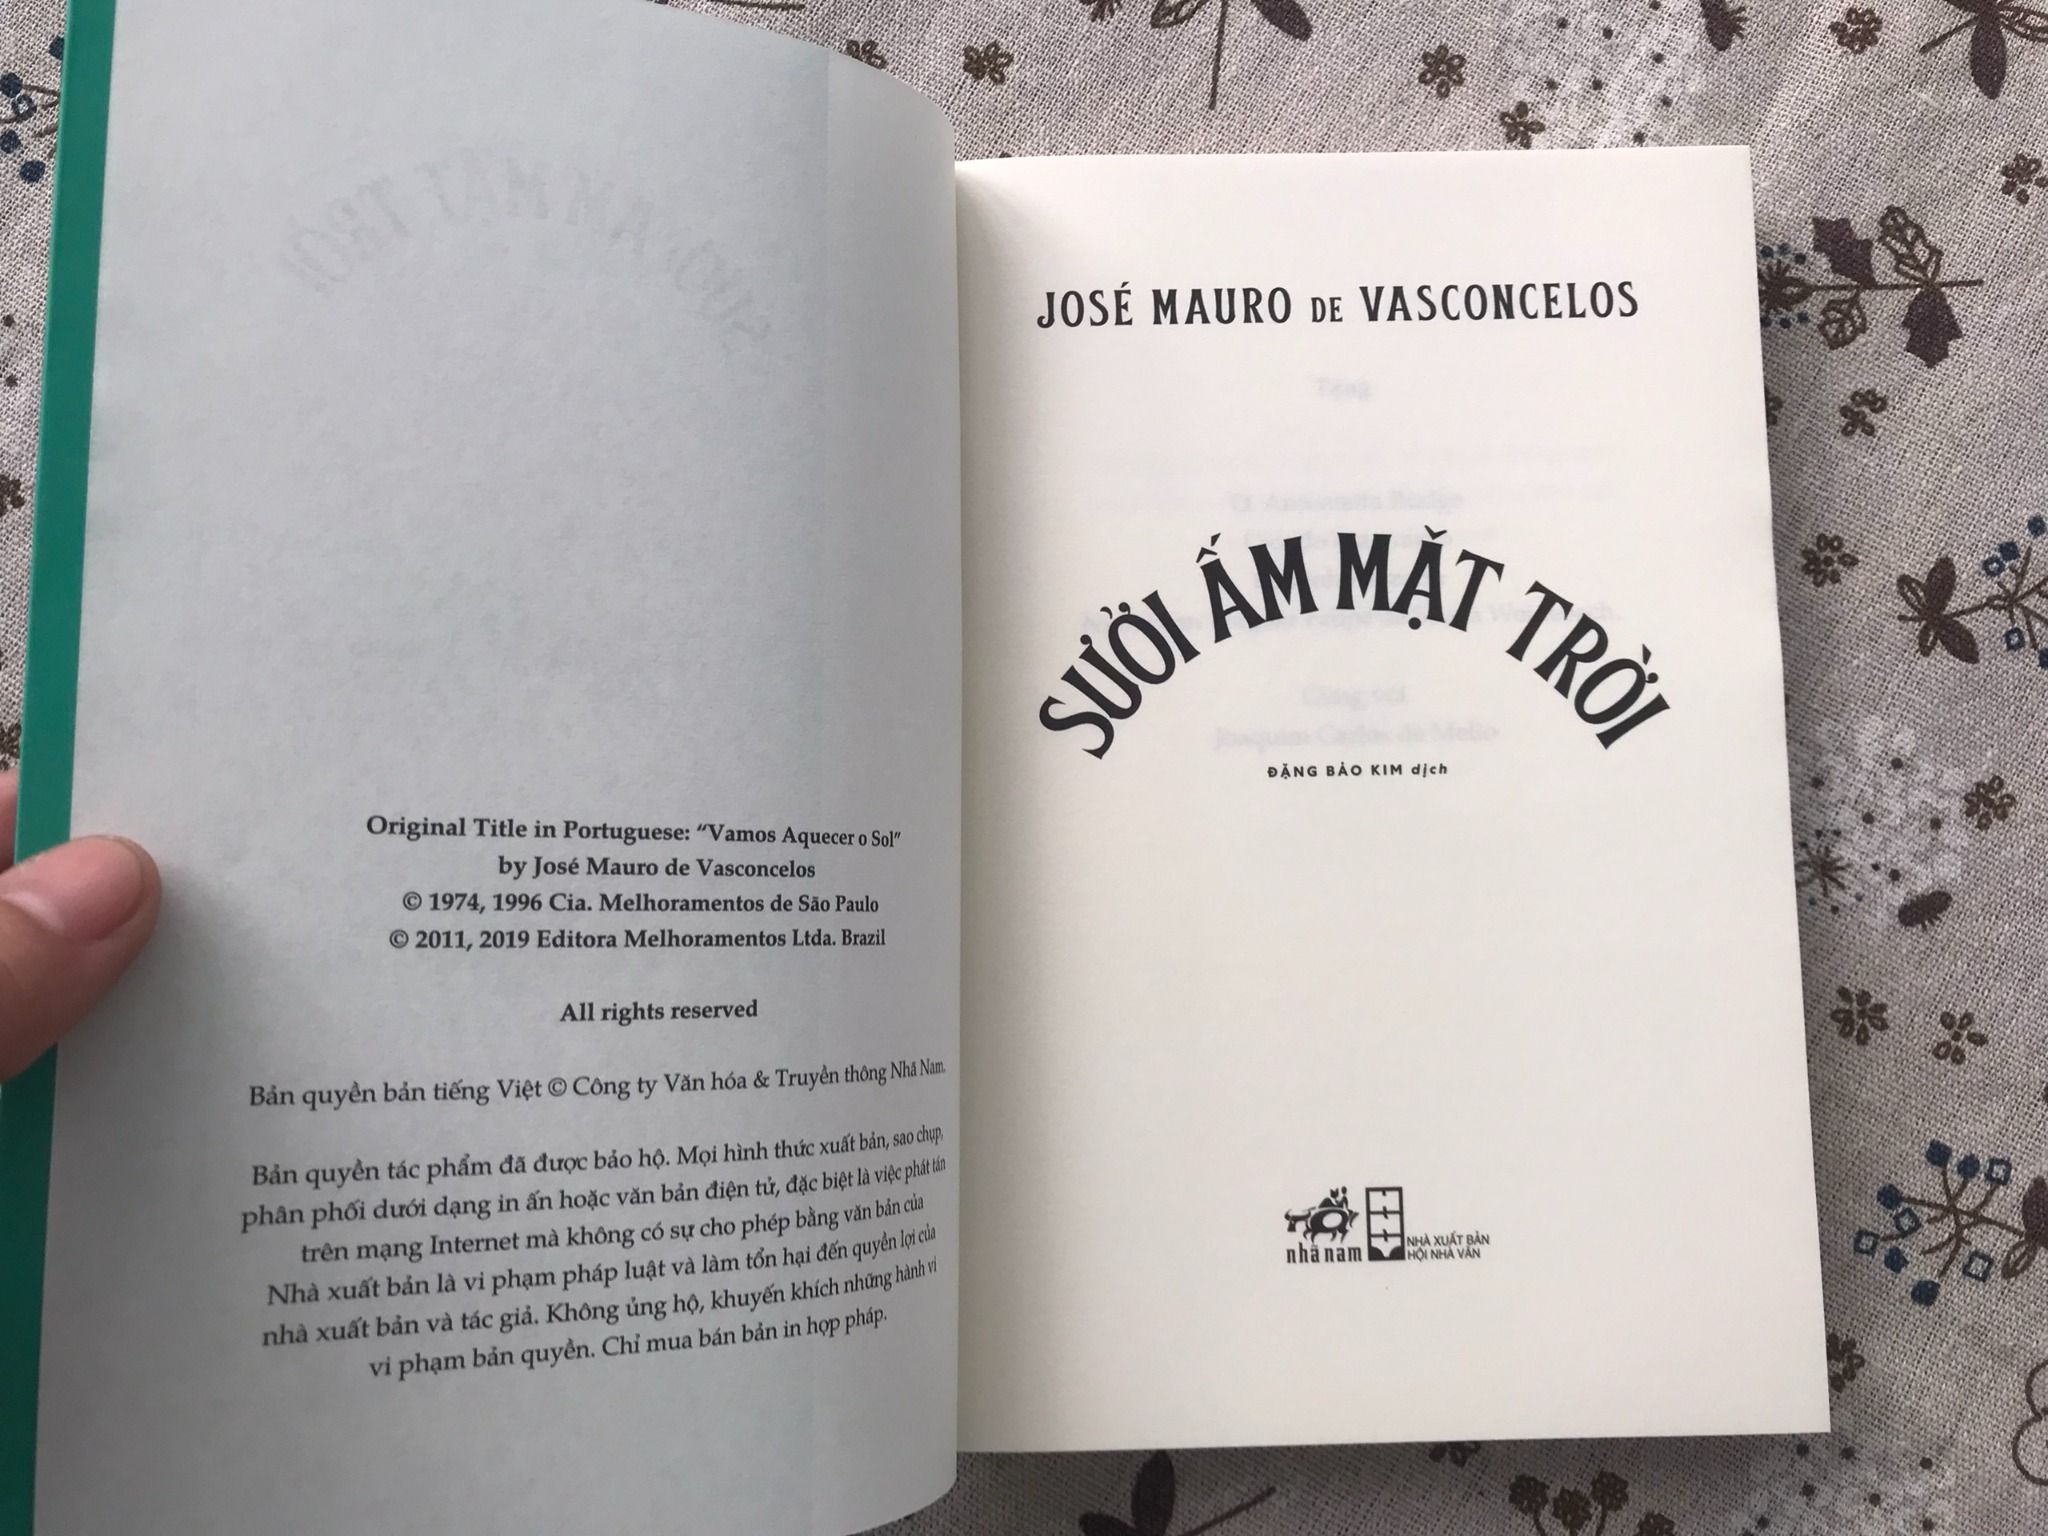 Original Title in Portuguese: "Vamos Aquecer o Sol"
by José Mauro de Vasconcelos
© 1974, 1996 Cia. Melhoramentos de São Paulo
© 2011, 2019 Editora Melhoramentos Ltda. Brazil
All rights reserved
Bản quyền bản tiếng Việt © Công ty Văn hóa & Truyền thông Nhã Nam.
Bản quyền tác phẩm đã được bảo hộ. Mọi hình thức xuất bản, sao chụp,
phân phối dưới dạng in ấn hoặc văn bản điện tử, đặc biệt là việc phát tán
trên mạng Internet mà không có sự cho phép bằng văn bản của
Nhà xuất bản là vi phạm pháp luật và làm tổn hại đến quyền lợi của
nhà xuất bản và tác giả. Không ủng hộ, khuyến khích những hành vi
vi phạm bản quyền. Chỉ mua bán bản in hợp pháp.
JOSÉ MAURO DE VASCONCELOS
SƯỞI ẤM MẶT TRỜI
ĐẶNG BẢO KIM dịch
nhã nam
NHÀ XUẤT BẢN
HỘI NHÀ VĂN